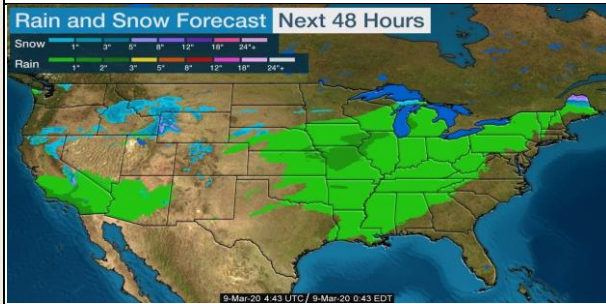 Rain and Snow Forecast Next 48 Hours
Snow
1" 3" 5" 8" 12" 18" 24"+
Rain
1" 2" 3" 5" 8" 12" 18" 24"+
9-Mar-20 4:43 UTC / 9-Mar-20 0:43 EDT